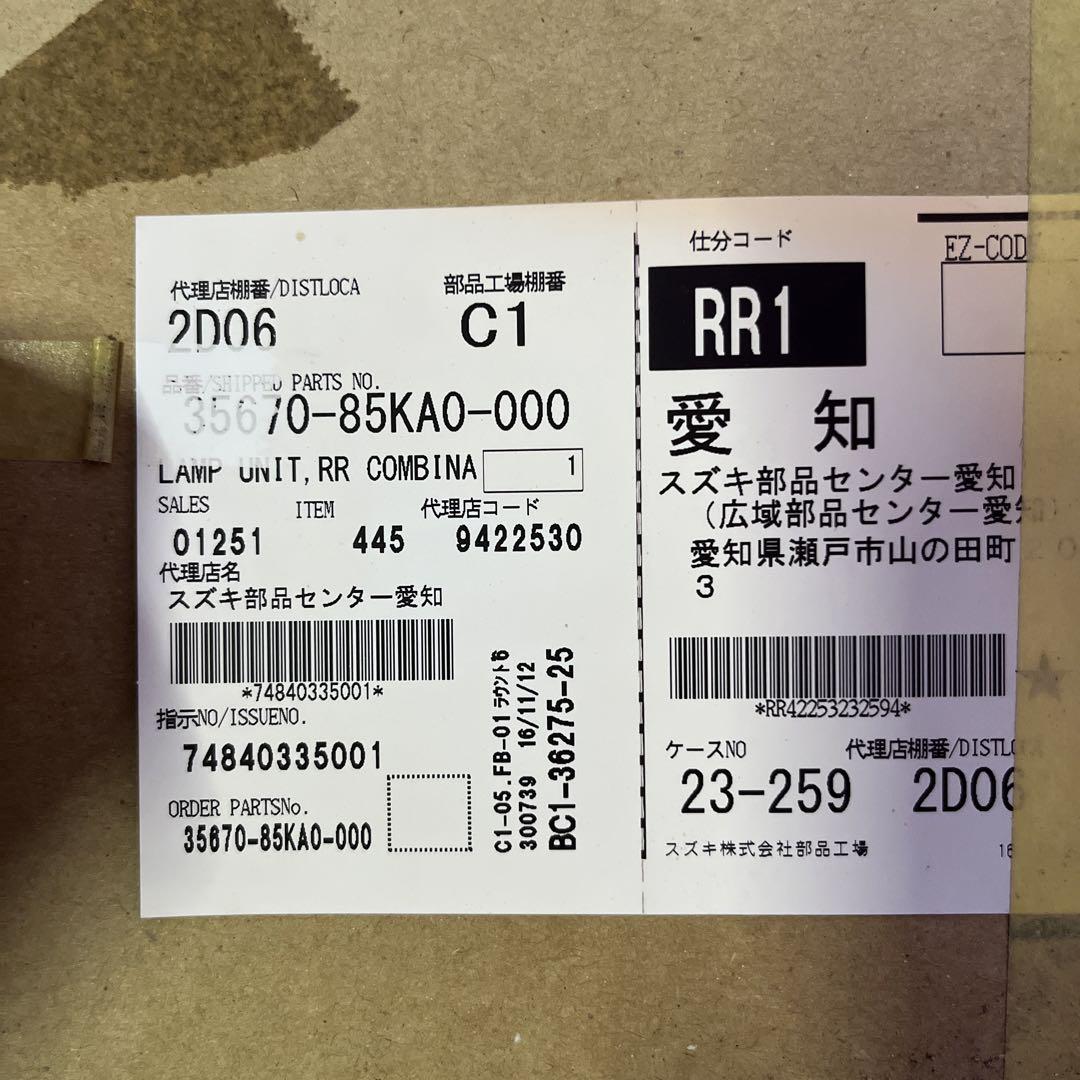 代理店棚番/DISTLOCA
部品工場棚番
2D06
C1
品番/SHIPPED PARTS NO.
35670-85KA0-000
LAMP UNIT,RR COMBINA
1
SALES
ITEM
代理店コード
01251
445
9422530
代理店名
スズキ部品センター愛知
*74840335001*
指示NO/ISSUENO.
74840335001
ORDER PARTSNo.
35670-85KA0-000
C1-05.FB-01 ラウンド6
300739 16/11/12
BC1-36275-25
仕分コード
EZ-COD
RR1
愛 知
スズキ部品センター愛知
(広域部品センター愛知)
愛知県瀬戸市山の田町
3
*RR42253232594*
ケースNO
代理店棚番/DISTLOCA
23-259
2D06
スズキ株式会社部品工場
16